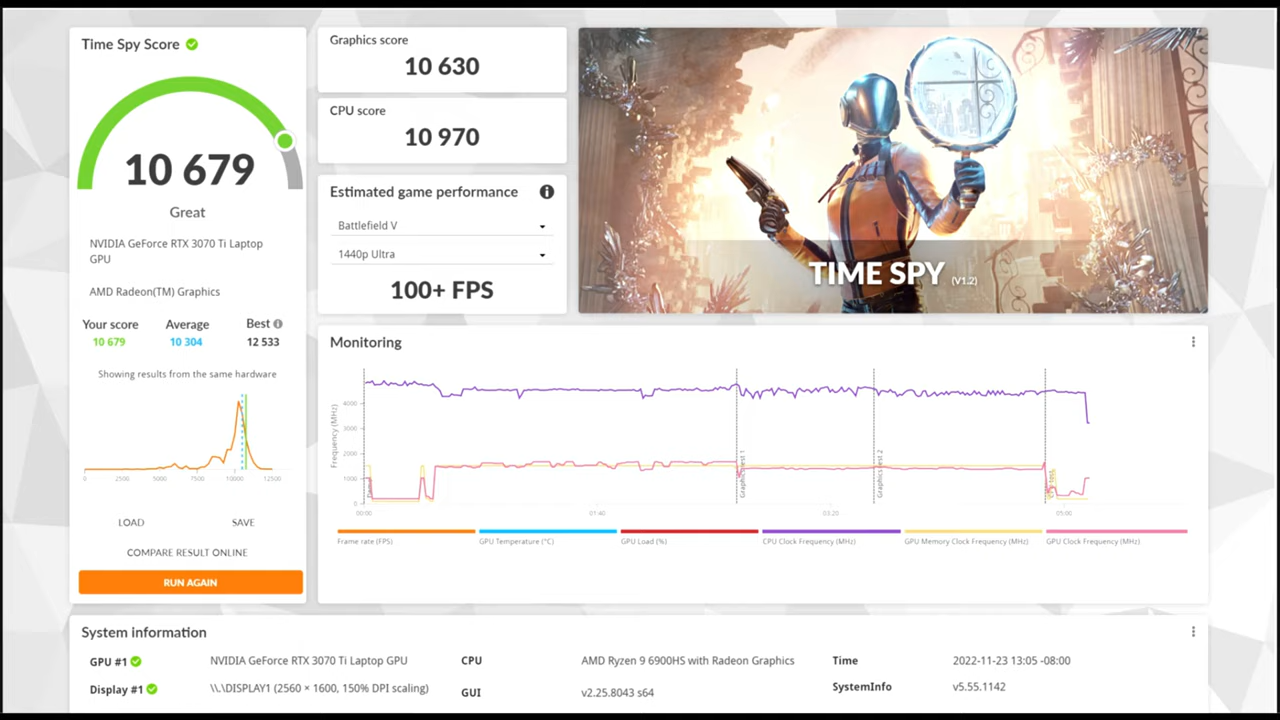 Time Spy Score
10 679
Great
NVIDIA GeForce RTX 3070 Ti Laptop
GPU
AMD Radeon(TM) Graphics
Your score
Average
Best
10 679
10 304
12 533
Showing results from the same hardware
0
2500
5000
7500
10000
12500
LOAD
SAVE
COMPARE RESULT ONLINE
RUN AGAIN
Graphics score
10 630
CPU score
10 970
Estimated game performance
Battlefield V
1440p Ultra
100+ FPS
TIME SPY (V1.2)
Monitoring
Frequency (MHz)
4000
3000
2000
1000
0
Graphics test 1
Graphics test 2
00:00
01:40
03:20
05:00
Frame rate (FPS)
GPU Temperature (°C)
GPU Load (%)
CPU Clock Frequency (MHz)
GPU Memory Clock Frequency (MHz)
GPU Clock Frequency (MHz)
System information
GPU #1
NVIDIA GeForce RTX 3070 Ti Laptop GPU
CPU
AMD Ryzen 9 6900HS with Radeon Graphics
Time
2022-11-23 13:05 -08:00
Display #1
\\.\DISPLAY1 (2560 × 1600, 150% DPI scaling)
GUI
v2.25.8043 s64
SystemInfo
v5.55.1142